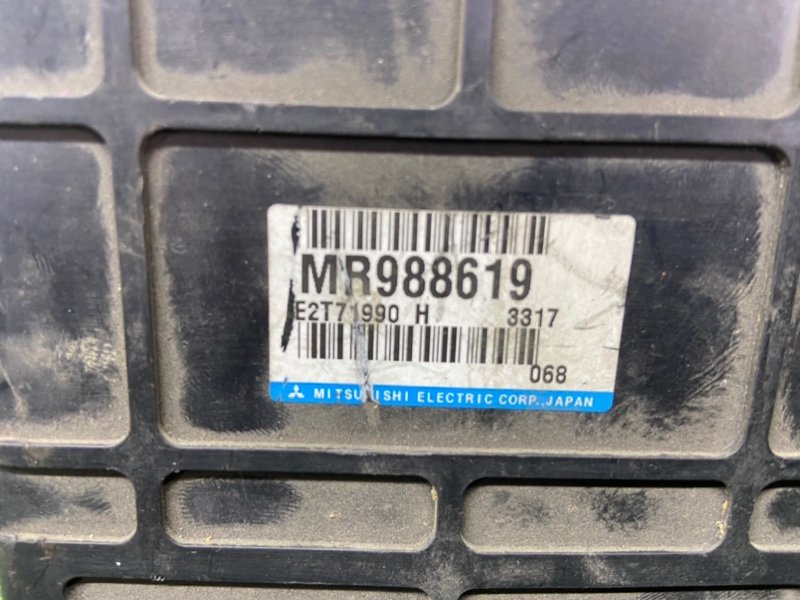 MR988619
E2T71990 H 3317
068
MITSUBISHI ELECTRIC CORP., JAPAN